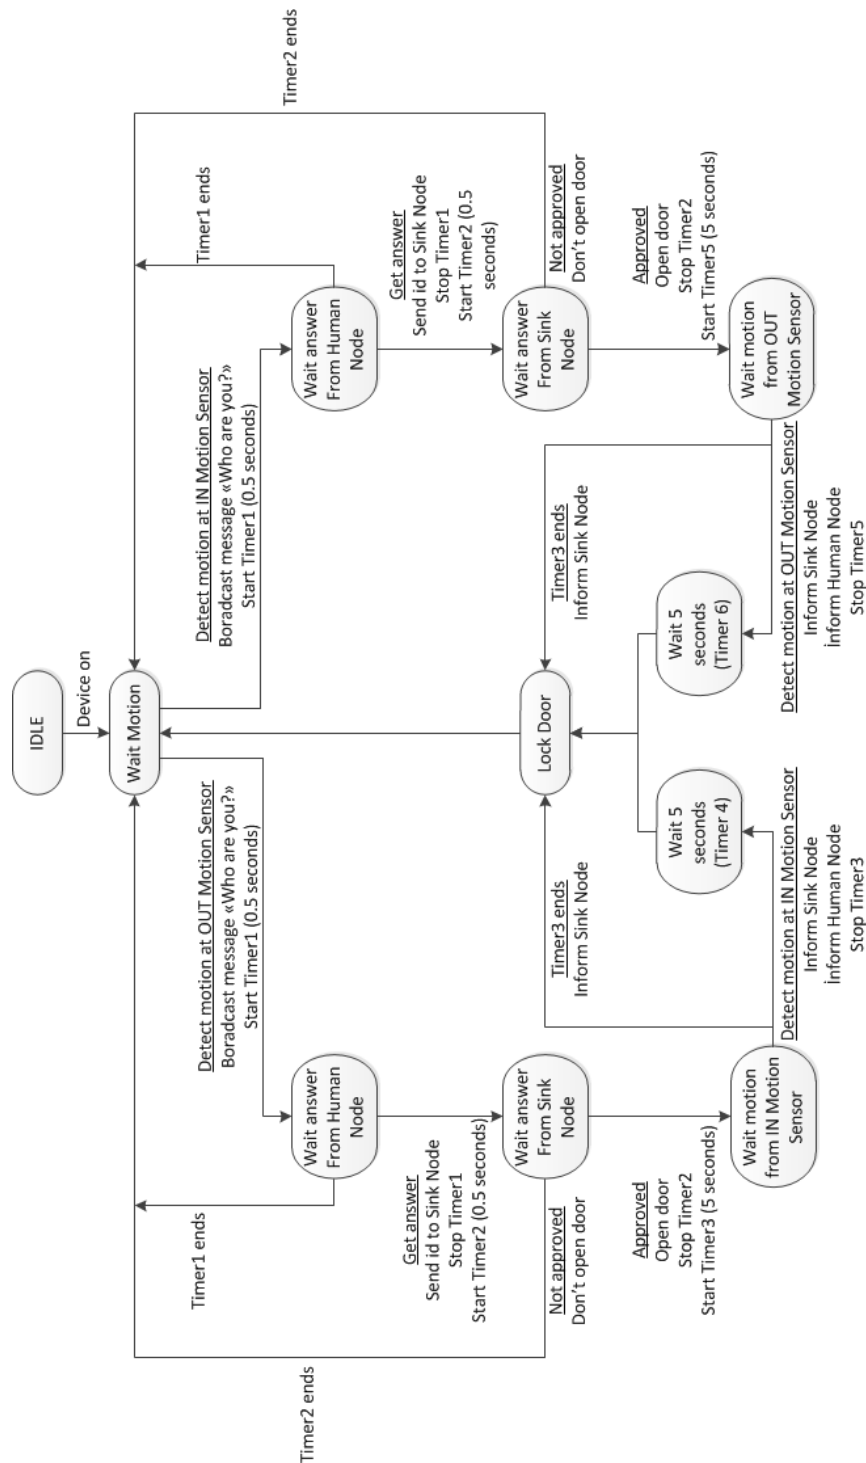 IDLE
Device on
Wait Motion
Detect motion at OUT Motion Sensor
Boradcast message «Who are you?»
Start Timer1 (0.5 seconds)
Detect motion at IN Motion Sensor
Boradcast message «Who are you?»
Start Timer1 (0.5 seconds)
Timer1 ends
Timer2 ends
Wait answer
From Human
Node
Get answer
Send id to Sink Node
Stop Timer1
Start Timer2 (0.5 seconds)
Wait answer
From Sink
Node
Not approved
Don't open door
Approved
Open door
Stop Timer2
Start Timer3 (5 seconds)
Wait motion
from IN Motion
Sensor
Timer3 ends
Inform Sink Node
Detect motion at IN Motion Sensor
Inform Sink Node
İnform Human Node
Stop Timer3
Wait 5
seconds
(Timer 4)
Lock Door
Timer1 ends
Timer2 ends
Wait answer
From Human
Node
Get answer
Send id to Sink Node
Stop Timer1
Start Timer2 (0.5
seconds)
Wait answer
From Sink
Node
Not approved
Don't open door
Approved
Open door
Stop Timer2
Start Timer5 (5 seconds)
Wait motion
from OUT
Motion Sensor
Timer3 ends
Inform Sink Node
Detect motion at OUT Motion Sensor
Inform Sink Node
İnform Human Node
Stop Timer5
Wait 5
seconds
(Timer 6)